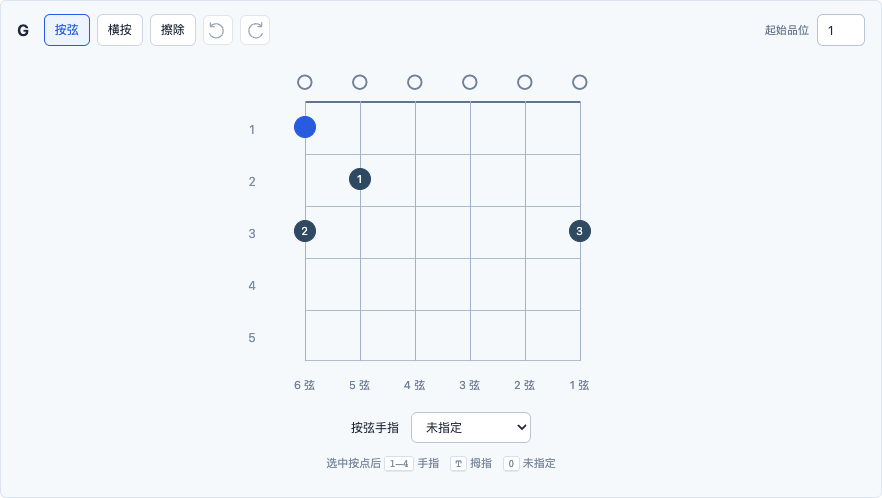 G 按弦 横按 擦除 起始品位 1
1
2 1
3 2 3
4
5
6 弦 5 弦 4 弦 3 弦 2 弦 1 弦
按弦手指 未指定
选中按点后 1—4 手指 T 拇指 0 未指定